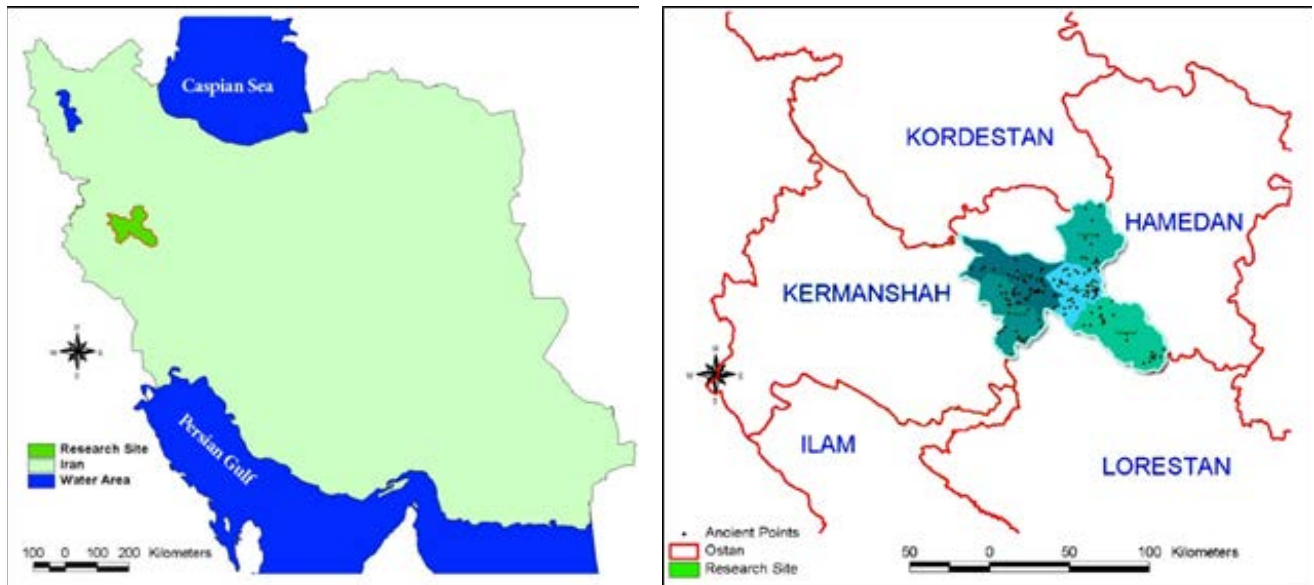 Caspian Sea
N
W E
S
Persian Gulf
Research Site
Iran
Water Area
100 0 100 200 Kilometers
KORDESTAN
HAMEDAN
KERMANSHAH
ILAM
LORESTAN
Ancient Points
Ostan
Research Site
50 0 50 100 Kilometers